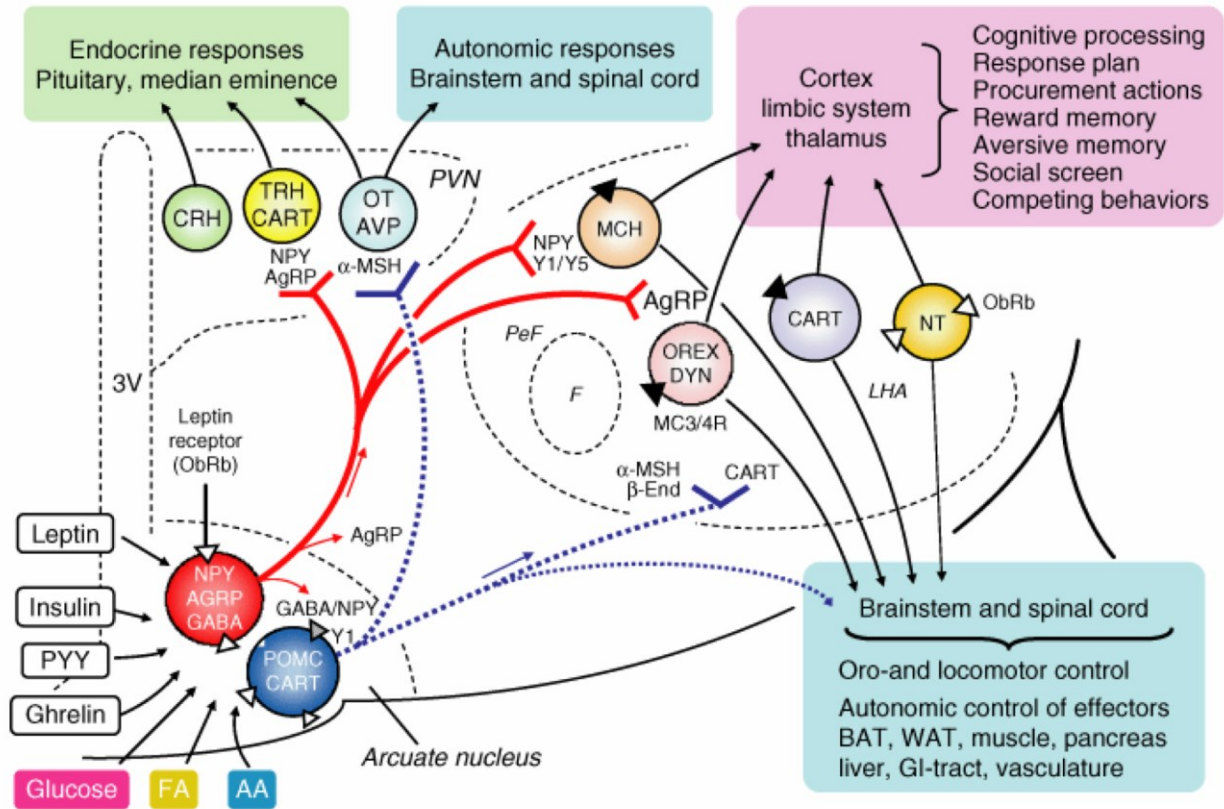 Endocrine responses
Pituitary, median eminence
Autonomic responses
Brainstem and spinal cord
Cortex
limbic system
thalamus
Cognitive processing
Response plan
Procurement actions
Reward memory
Aversive memory
Social screen
Competing behaviors
PVN
CRH
TRH
CART
OT
AVP
NPY
AgRP
α-MSH
NPY
Y1/Y5
MCH
AgRP
CART
NT
ObRb
PeF
OREX
DYN
F
LHA
MC3/4R
3V
Leptin
receptor
(ObRb)
α-MSH
β-End
CART
Leptin
AgRP
NPY
AGRP
GABA
Insulin
GABA/NPY
Y1
PYY
POMC
CART
Ghrelin
Arcuate nucleus
Glucose
FA
AA
Brainstem and spinal cord
Oro-and locomotor control
Autonomic control of effectors
BAT, WAT, muscle, pancreas
liver, GI-tract, vasculature